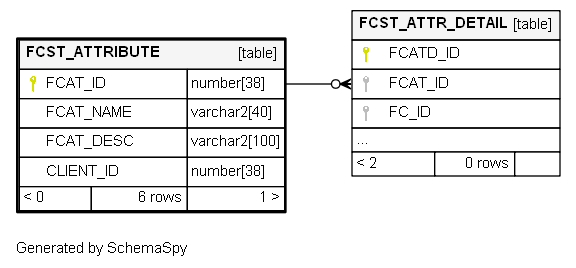 FCST_ATTRIBUTE [table]
FCAT_ID number[38]
FCAT_NAME varchar2[40]
FCAT_DESC varchar2[100]
CLIENT_ID number[38]
< 0 6 rows 1 >
FCST_ATTR_DETAIL [table]
FCATD_ID
FCAT_ID
FC_ID
...
< 2 0 rows
Generated by SchemaSpy